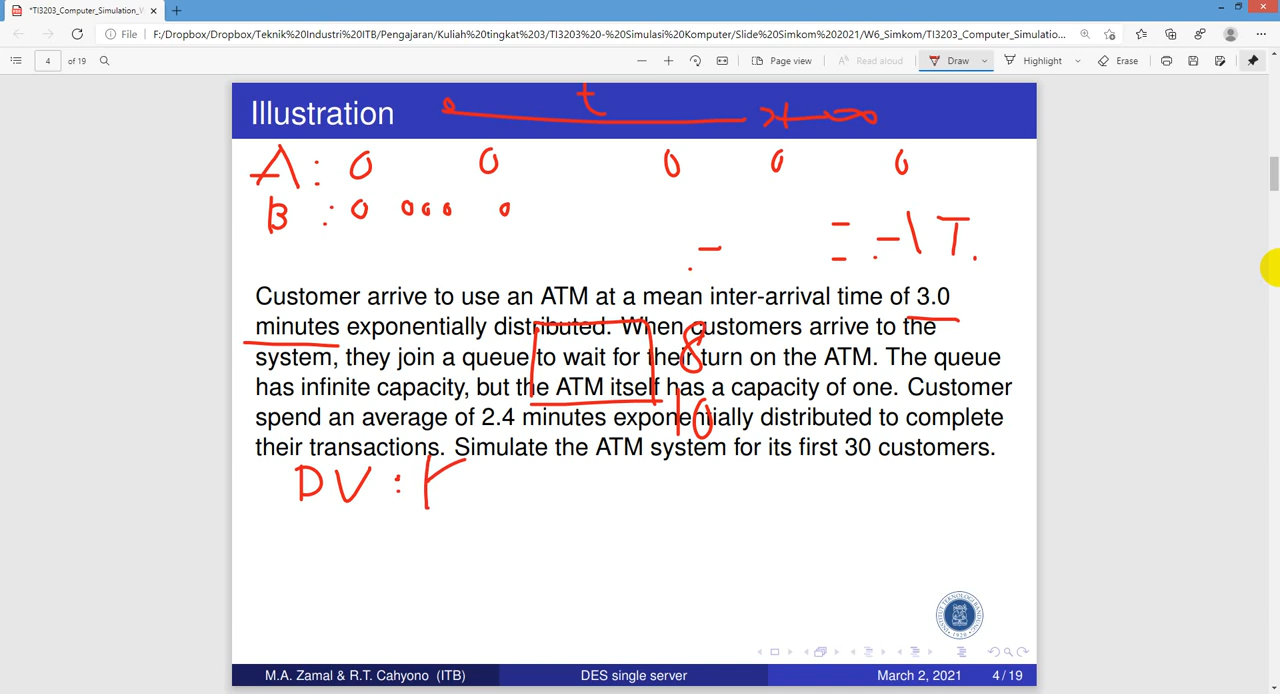 *TI3203_Computer_Simulation_W
File
F:/Dropbox/Dropbox/Teknik%20Industri%20ITB/Pengajaran/Kuliah%20tingkat%203/TI3203%20-%20Simulasi%20Komputer/Slide%20Simkom%202021/W6_Simkom/TI3203_Computer_Simulatio...
4 of 19 Page view Read aloud Draw Highlight Erase
Illustration
t
A : 0 0 0 0 0
B : 0 0 0 0 0
Customer arrive to use an ATM at a mean inter-arrival time of 3.0
minutes exponentially distributed. When customers arrive to the
system, they join a queue to wait for their turn on the ATM. The queue
has infinite capacity, but the ATM itself has a capacity of one. Customer
spend an average of 2.4 minutes exponentially distributed to complete
their transactions. Simulate the ATM system for its first 30 customers.
8
10
DV :
M.A. Zamal & R.T. Cahyono (ITB) DES single server March 2, 2021 4/19